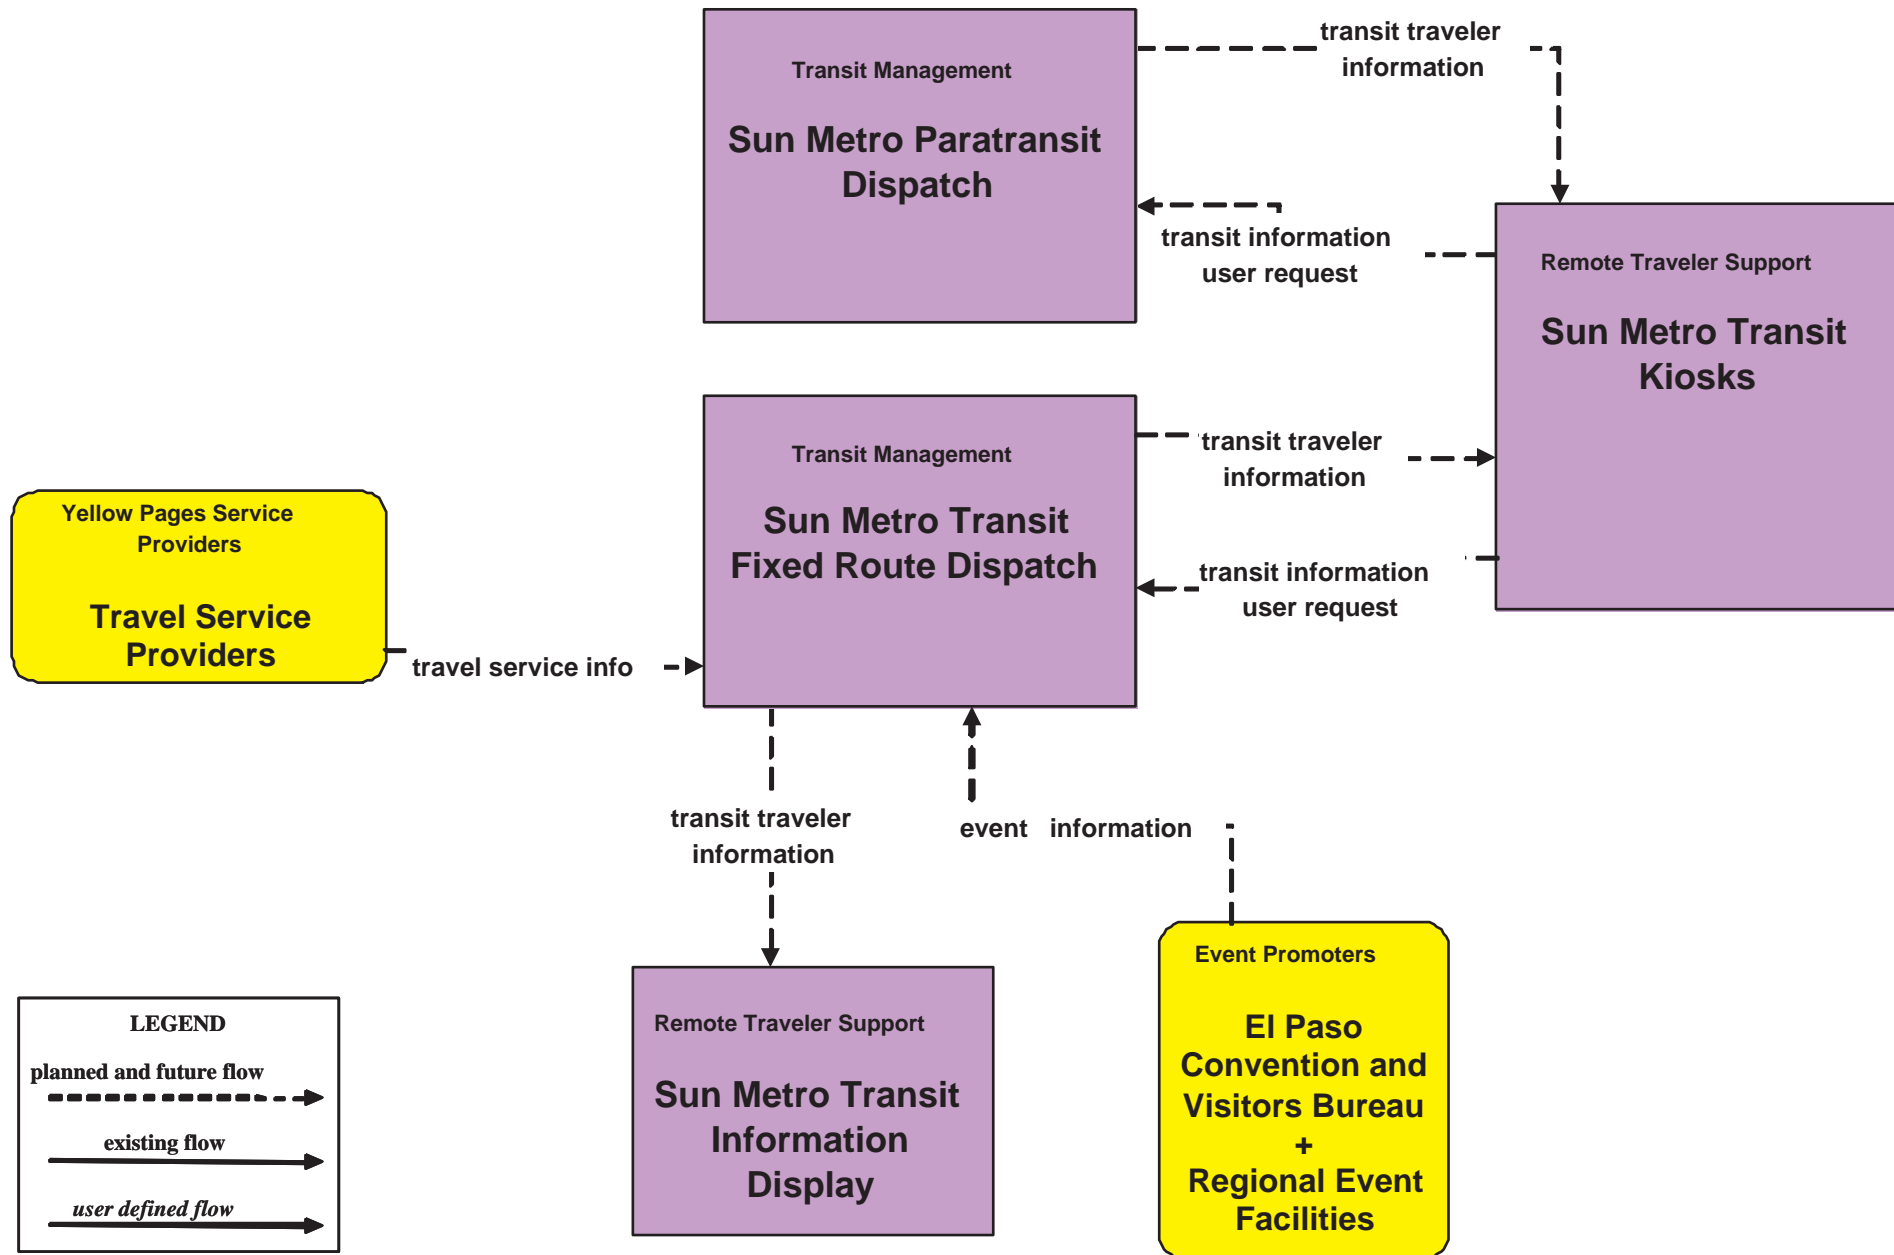 transit traveler
information
Transit Management
Sun Metro Paratransit
Dispatch
transit information
user request
Remote Traveler Support
Sun Metro Transit
Kiosks
Transit Management
Sun Metro Transit
Fixed Route Dispatch
transit traveler
information
transit information
user request
Yellow Pages Service
Providers
Travel Service
Providers
travel service info
transit traveler
information
event information
Remote Traveler Support
Sun Metro Transit
Information
Display
Event Promoters
El Paso
Convention and
Visitors Bureau
+
Regional Event
Facilities
LEGEND
planned and future flow
existing flow
user defined flow